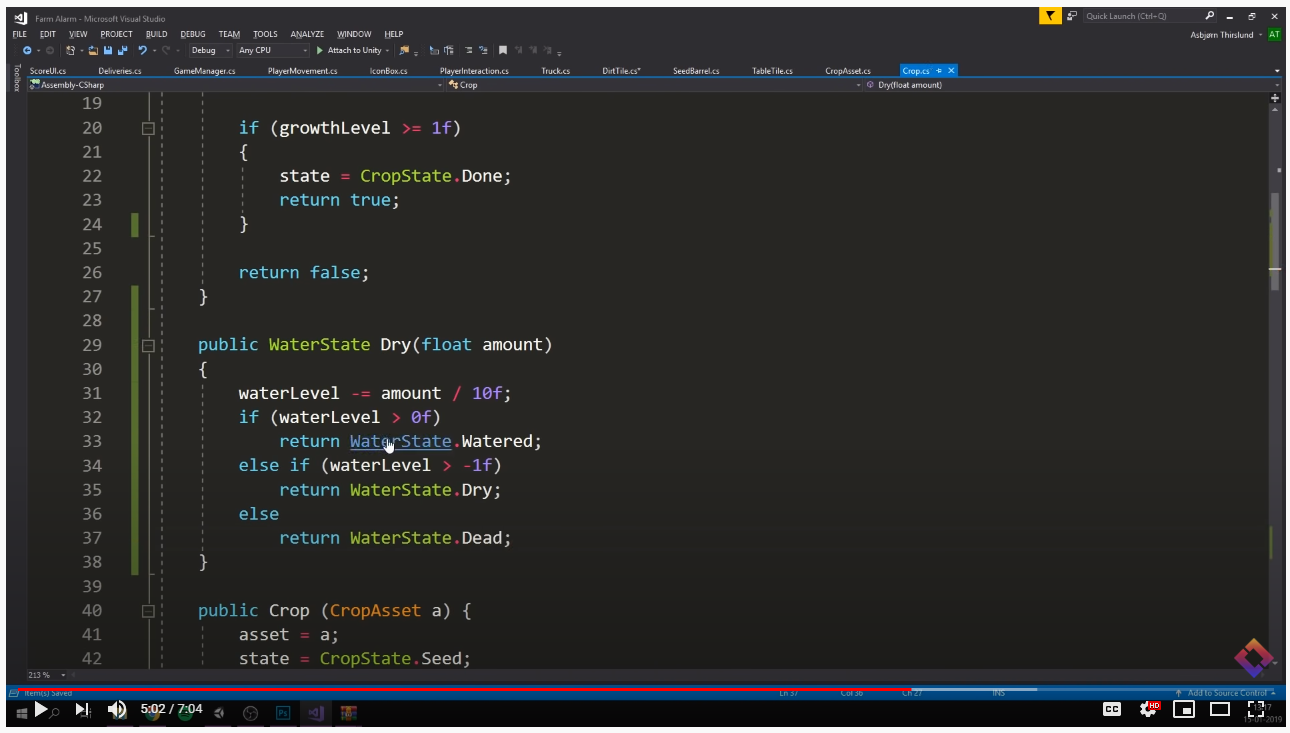 Farm Alarm - Microsoft Visual Studio
Quick Launch (Ctrl+Q)
FILE EDIT VIEW PROJECT BUILD DEBUG TEAM TOOLS ANALYZE WINDOW HELP
Asbjørn Thirslund AT
Debug Any CPU Attach to Unity
Toolbox
ScoreUI.cs Deliveries.cs GameManager.cs PlayerMovement.cs IconBox.cs PlayerInteraction.cs Truck.cs DirtTile.cs* SeedBarrel.cs TableTile.cs CropAsset.cs Crop.cs
Assembly-CSharp Crop Dry(float amount)
19
20 if (growthLevel >= 1f)
21 {
22 state = CropState.Done;
23 return true;
24 }
25
26 return false;
27 }
28
29 public WaterState Dry(float amount)
30 {
31 waterLevel -= amount / 10f;
32 if (waterLevel > 0f)
33 return WaterState.Watered;
34 else if (waterLevel > -1f)
35 return WaterState.Dry;
36 else
37 return WaterState.Dead;
38 }
39
40 public Crop (CropAsset a) {
41 asset = a;
42 state = CropState.Seed;
213 %
Item(s) Saved Ln 37 Col 36 Ch 27 INS Add to Source Control
5:02 / 7:04 CC HD
15-01-2019